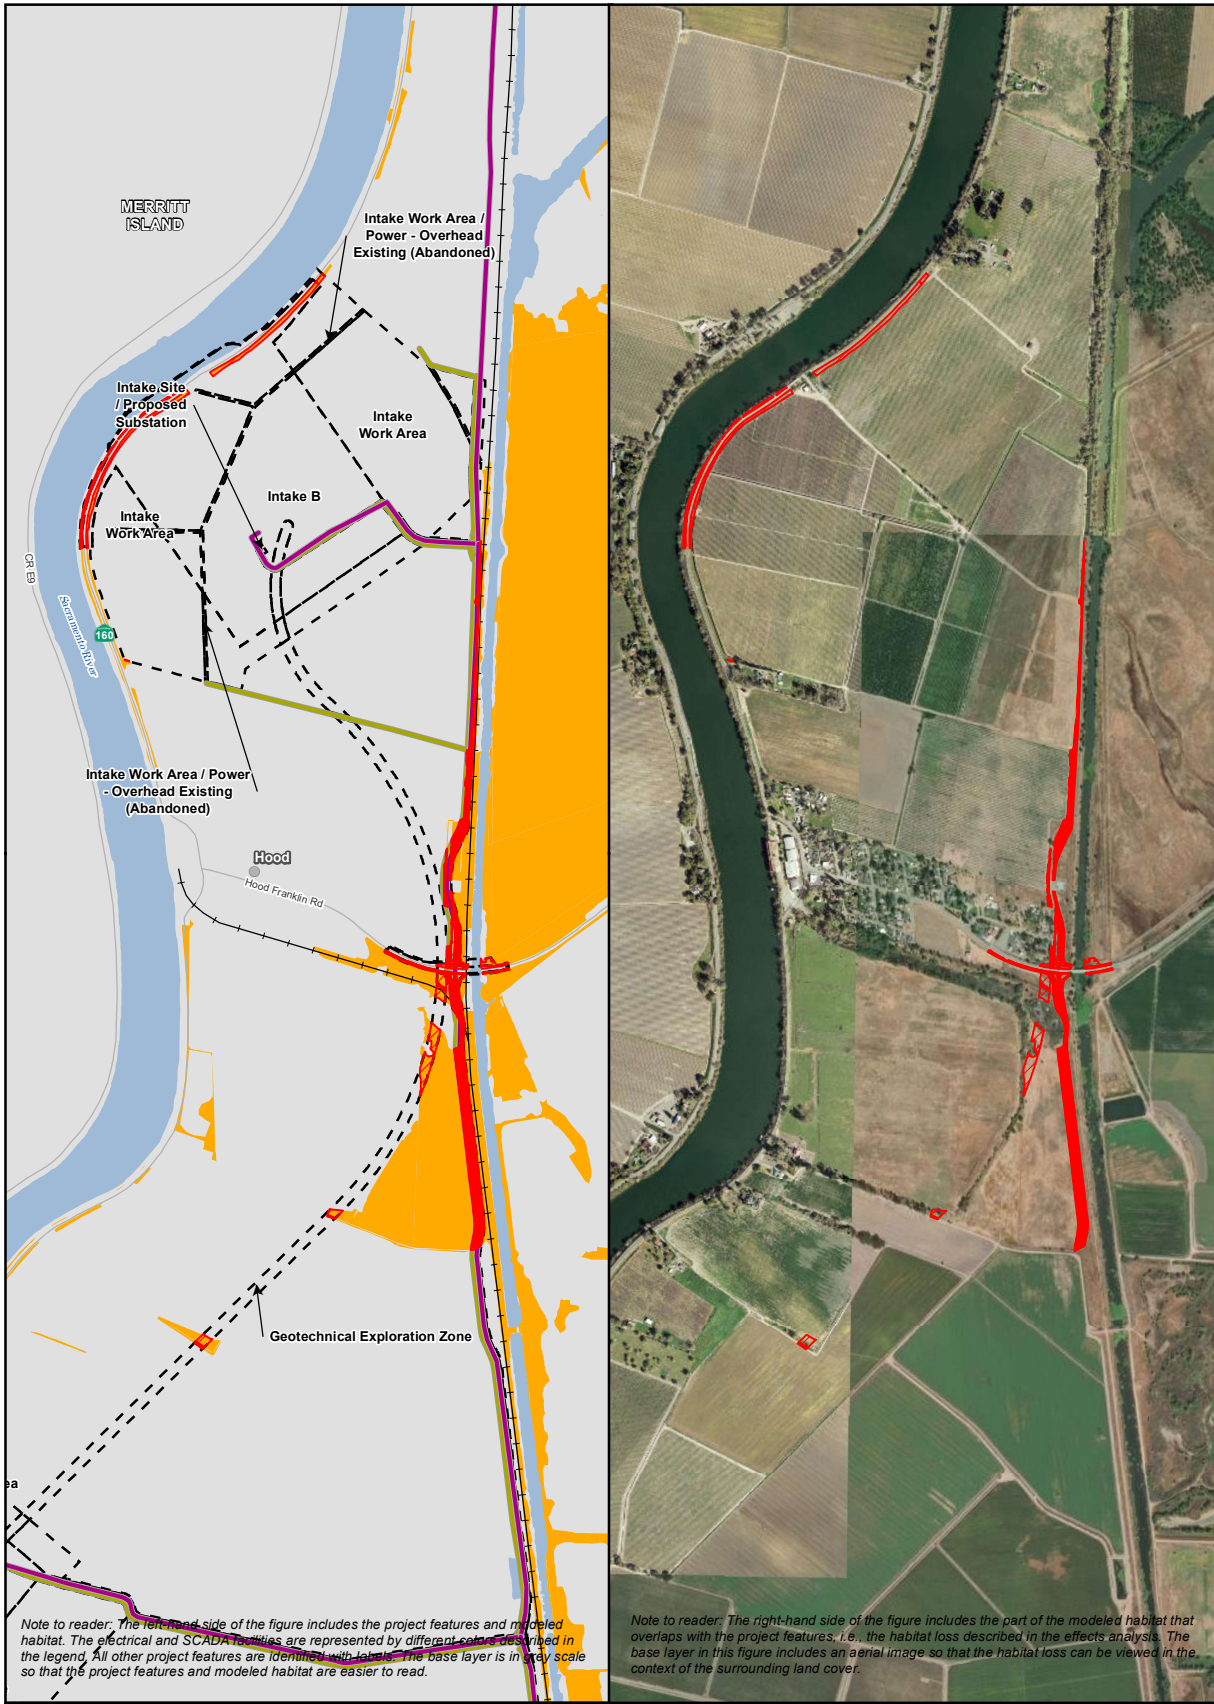 MERRITT
ISLAND
Intake Work Area /
Power - Overhead
Existing (Abandoned)
Intake Site
/ Proposed
Substation
Intake
Work Area
Intake B
Intake
Work Area
CR E9
Sacramento River
160
Intake Work Area / Power
- Overhead Existing
(Abandoned)
Hood
Hood Franklin Rd
Geotechnical Exploration Zone
ea
Note to reader: The left-hand side of the figure includes the project features and modeled
habitat. The electrical and SCADA facilities are represented by different colors described in
the legend. All other project features are identified with labels. The base layer is in grey scale
so that the project features and modeled habitat are easier to read.
Note to reader: The right-hand side of the figure includes the part of the modeled habitat that
overlaps with the project features, i.e., the habitat loss described in the effects analysis. The
base layer in this figure includes an aerial image so that the habitat loss can be viewed in the
context of the surrounding land cover.